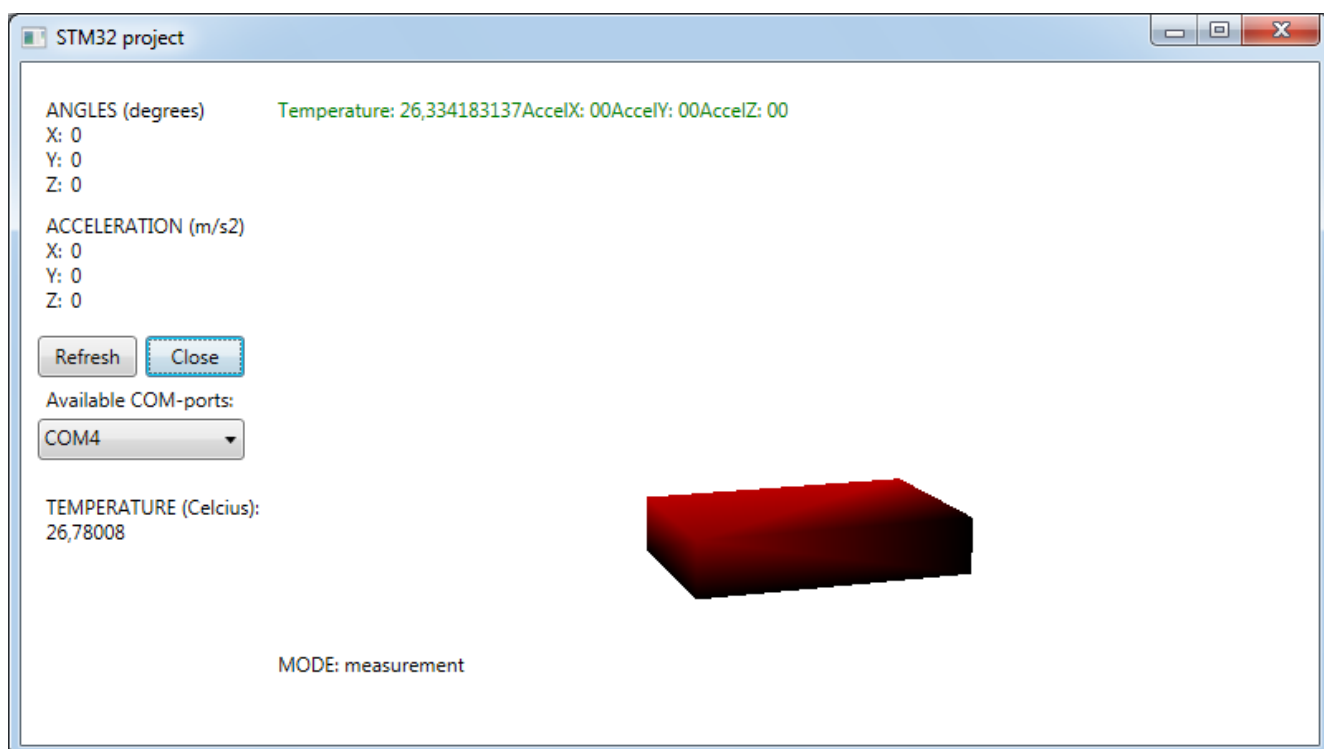 STM32 project
ANGLES (degrees)
X: 0
Y: 0
Z: 0
Temperature: 26,334183137AccelX: 00AccelY: 00AccelZ: 00
ACCELERATION (m/s2)
X: 0
Y: 0
Z: 0
Refresh
Close
Available COM-ports:
COM4
TEMPERATURE (Celcius):
26,78008
MODE: measurement